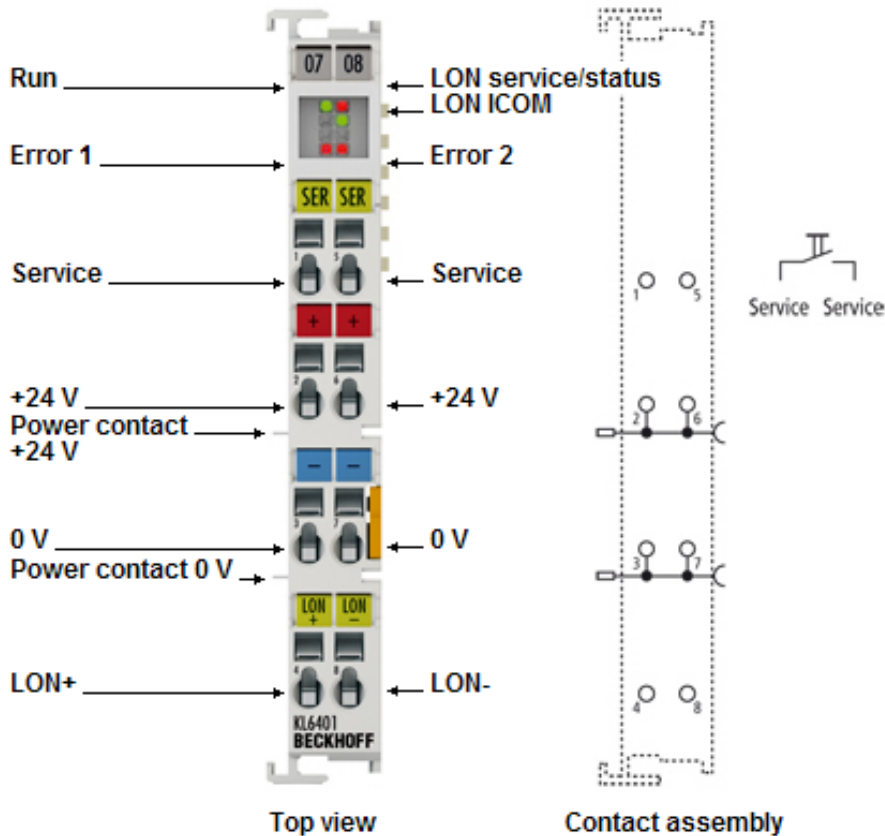 07 08
Run
LON service/status
LON ICOM
Error 1
Error 2
SER SER
1 5
Service
Service
Service Service
1 5
+ +
2 6
+24 V
+24 V
Power contact
+24 V
2 6
− −
3 7
0 V
0 V
Power contact 0 V
3 7
LON + LON −
4 8
LON+
LON-
4 8
KL6401
BECKHOFF
Top view
Contact assembly